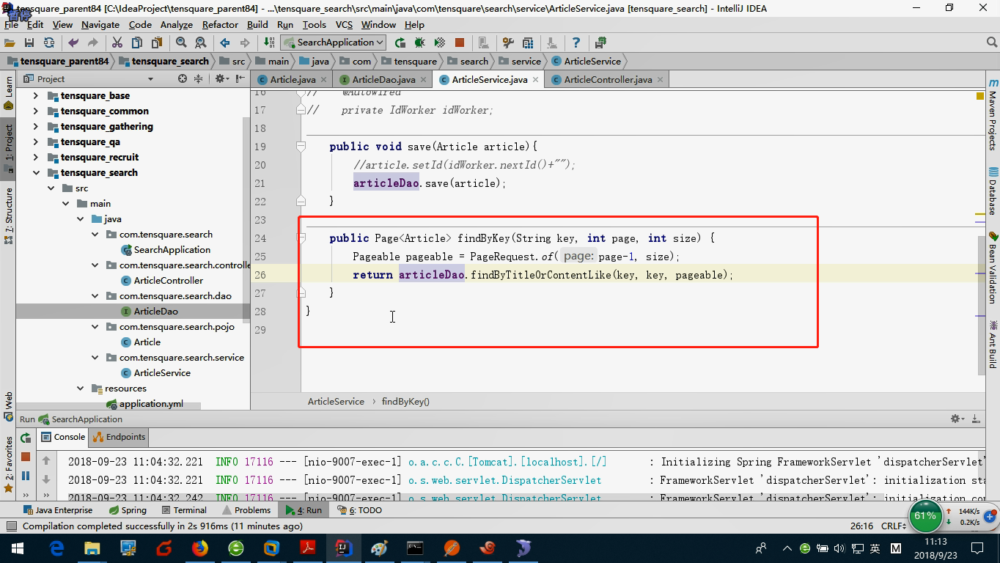 tensquare_parent84 [C:\IdeaProject\tensquare_parent84] - ...\tensquare_search\src\main\java\com\tensquare\search\service\ArticleService.java [tensquare_search] - IntelliJ IDEA
暂停
File Edit View Navigate Code Analyze Refactor Build Run Tools VCS Window Help
SearchApplication
tensquare_parent84 tensquare_search src main java com tensquare search service ArticleService
Project
Article.java ArticleDao.java ArticleService.java ArticleController.java
Learn
1: Project
7: Structure
Web
2: Favorites
tensquare_base
tensquare_common
tensquare_gathering
tensquare_qa
tensquare_recruit
tensquare_search
src
main
java
com.tensquare.search
SearchApplication
com.tensquare.search.controlle
ArticleController
com.tensquare.search.dao
ArticleDao
com.tensquare.search.pojo
Article
com.tensquare.search.service
ArticleService
resources
application.yml
16 // @Autowired
17 // private IdWorker idWorker;
18
19 public void save(Article article){
20 //article.setId(idWorker.nextId()+"");
21 articleDao.save(article);
22 }
23
24 public Page<Article> findByKey(String key, int page, int size) {
25 Pageable pageable = PageRequest.of( page: page-1, size);
26 return articleDao.findByTitleOrContentLike(key, key, pageable);
27 }
28 }
29
ArticleService › findByKey()
m Maven Projects
Database
Bean Validation
Ant Build
Run SearchApplication
Console Endpoints
2018-09-23 11:04:32.221 INFO 17116 --- [nio-9007-exec-1] o.a.c.c.C.[Tomcat].[localhost].[/] : Initializing Spring FrameworkServlet 'dispatcherServlet'
2018-09-23 11:04:32.221 INFO 17116 --- [nio-9007-exec-1] o.s.web.servlet.DispatcherServlet : FrameworkServlet 'dispatcherServlet': initialization sta
2018-09-23 11:04:32.242 INFO 17116 --- [nio-9007-exec-1] o.s.web.servlet.DispatcherServlet : FrameworkServlet 'dispatcherServlet': initialization co
Java Enterprise Spring Terminal Problems 4: Run 6: TODO
Compilation completed successfully in 2s 916ms (11 minutes ago)
26:16 CRLF
61%
144K/s
0.2K/s
英 M
11:13
2018/9/23